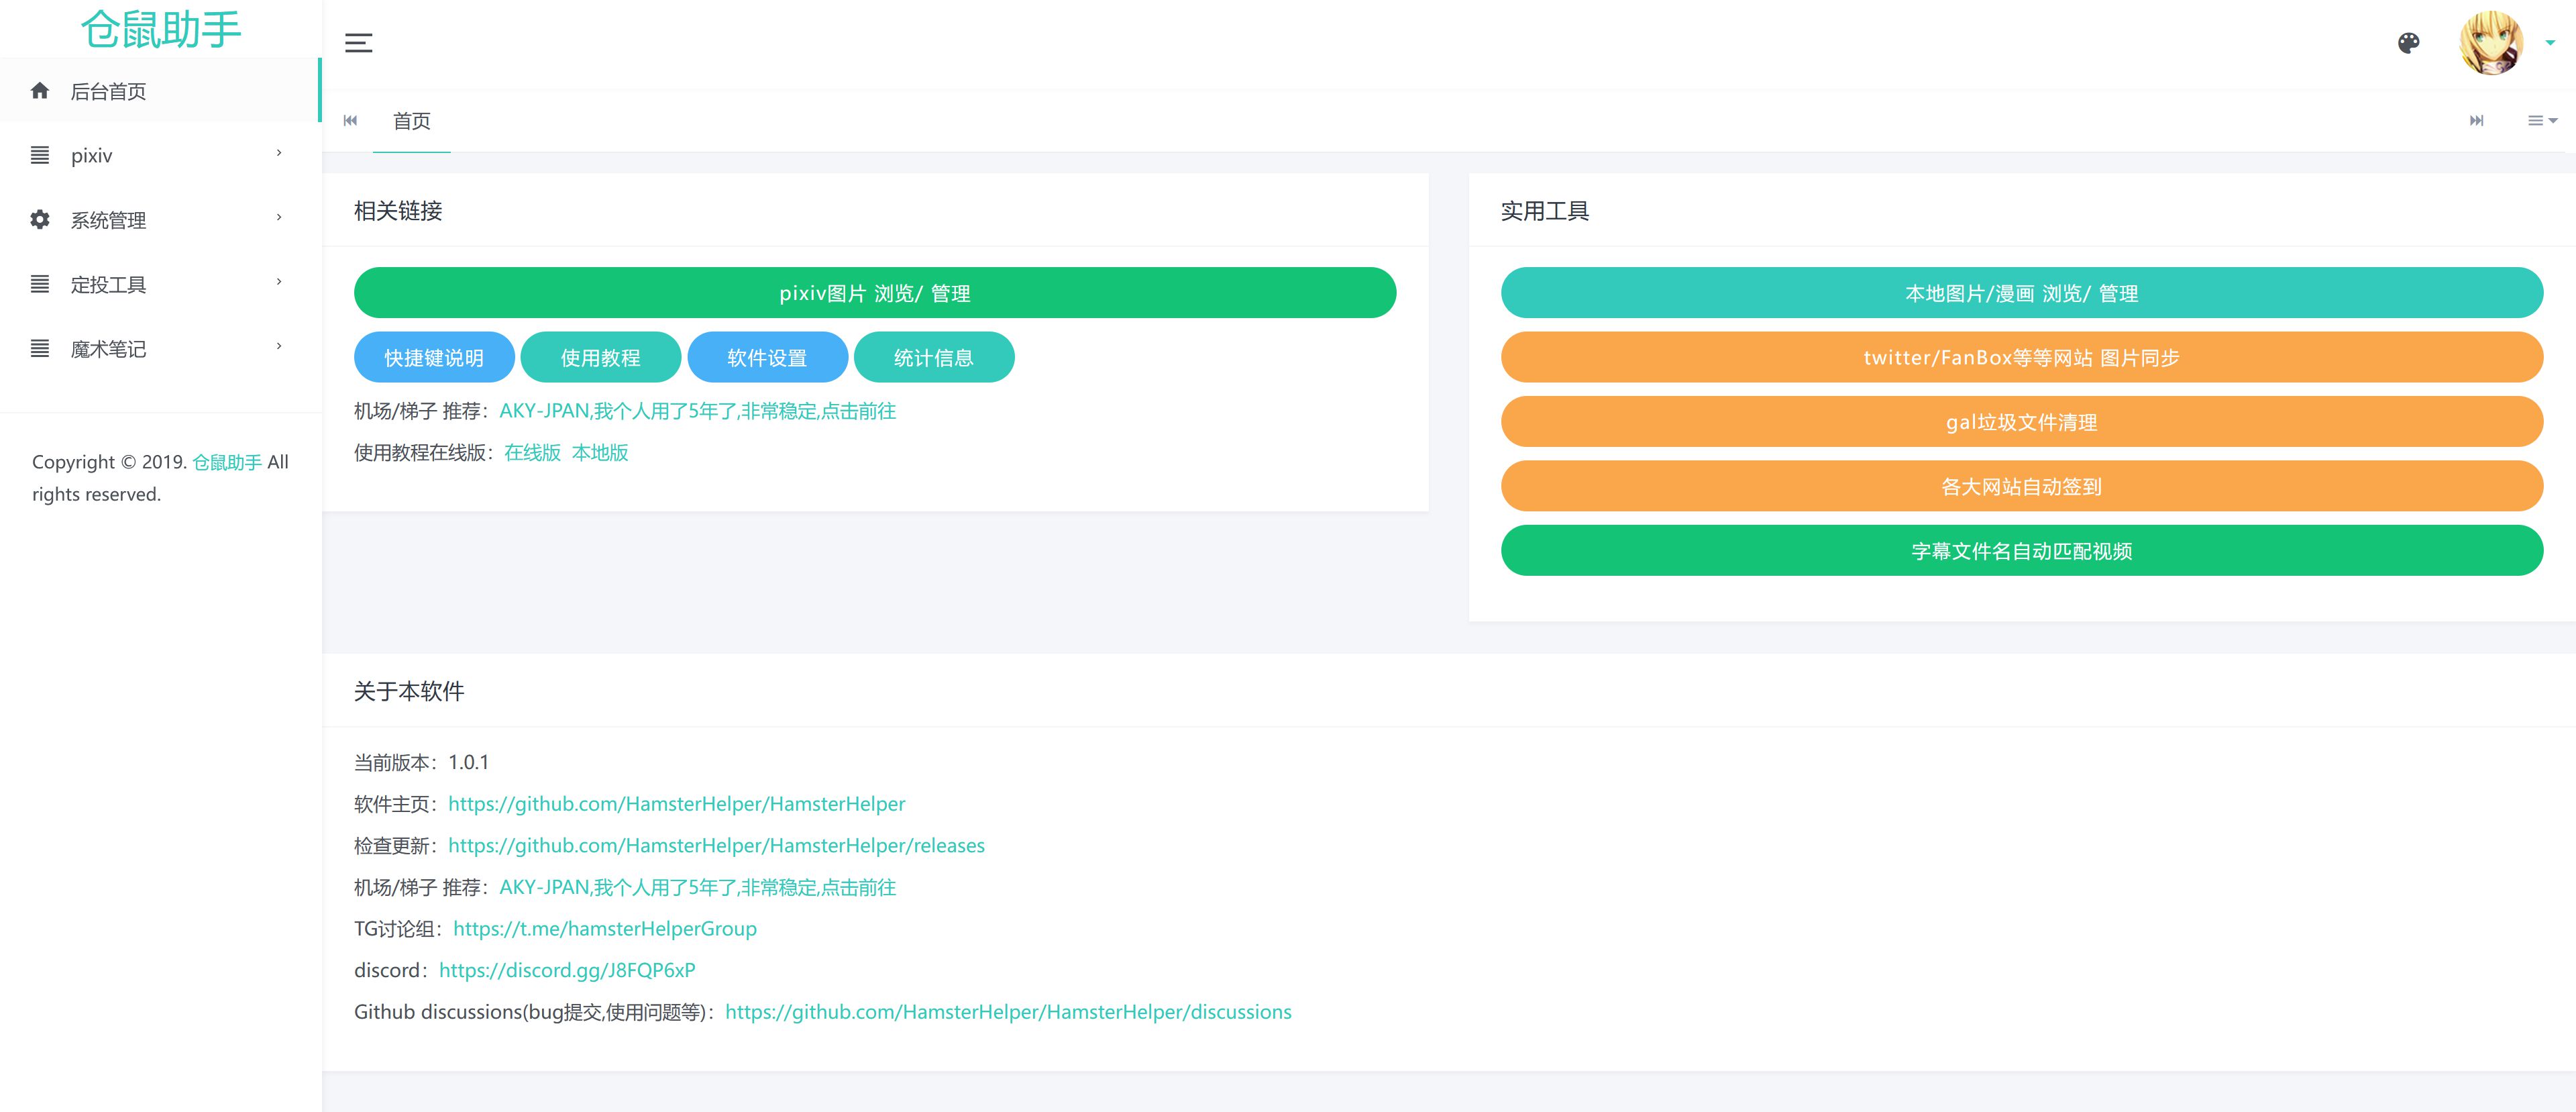 仓鼠助手
后台首页
pixiv
系统管理
定投工具
魔术笔记
Copyright © 2019. 仓鼠助手 All
rights reserved.
首页
相关链接
pixiv图片 浏览/ 管理
快捷键说明 使用教程 软件设置 统计信息
机场/梯子 推荐：AKY-JPAN,我个人用了5年了,非常稳定,点击前往
使用教程在线版：在线版 本地版
实用工具
本地图片/漫画 浏览/ 管理
twitter/FanBox等等网站 图片同步
gal垃圾文件清理
各大网站自动签到
字幕文件名自动匹配视频
关于本软件
当前版本：1.0.1
软件主页：https://github.com/HamsterHelper/HamsterHelper
检查更新：https://github.com/HamsterHelper/HamsterHelper/releases
机场/梯子 推荐：AKY-JPAN,我个人用了5年了,非常稳定,点击前往
TG讨论组：https://t.me/hamsterHelperGroup
discord：https://discord.gg/J8FQP6xP
Github discussions(bug提交,使用问题等)：https://github.com/HamsterHelper/HamsterHelper/discussions